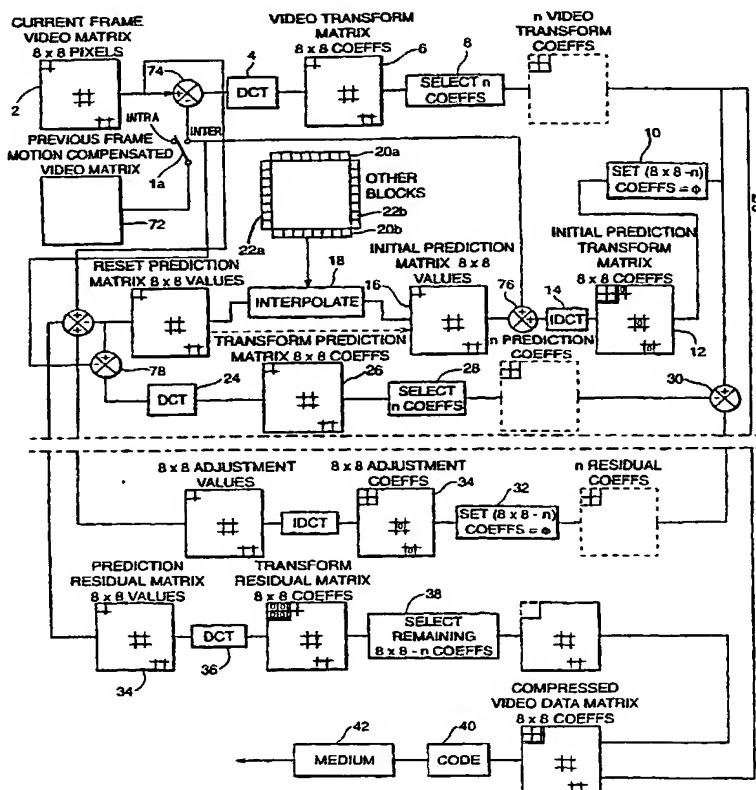 CURRENT FRAME
VIDEO MATRIX
8 x 8 PIXELS
2
74
4
DCT
VIDEO TRANSFORM
MATRIX
8 x 8 COEFFS
6
8
SELECT n
COEFFS
n VIDEO
TRANSFORM
COEFFS
INTRA
INTER
1a
PREVIOUS FRAME
MOTION COMPENSATED
VIDEO MATRIX
72
20a
OTHER
BLOCKS
22b
20b
22a
10
SET (8 x 8 -n)
COEFFS = ϕ
RESET PREDICTION
MATRIX 8 x 8 VALUES
18
INTERPOLATE
16
INITIAL PREDICTION
MATRIX 8 x 8
VALUES
76
14
IDCT
INITIAL PREDICTION
TRANSFORM
MATRIX
8 x 8 COEFFS
12
78
24
DCT
TRANSFORM PREDICTION
MATRIX 8 x 8 COEFFS
26
28
SELECT
n COEFFS
n PREDICTION
COEFFS
30
8 x 8 ADJUSTMENT
VALUES
IDCT
8 x 8 ADJUSTMENT
COEFFS
34
32
SET (8 x 8 - n)
COEFFS = ϕ
n RESIDUAL
COEFFS
PREDICTION
RESIDUAL MATRIX
8 x 8 VALUES
34
DCT
36
TRANSFORM
RESIDUAL MATRIX
8 x 8 COEFFS
38
SELECT
REMAINING
8 x 8 - n COEFFS
COMPRESSED
VIDEO DATA MATRIX
8 x 8 COEFFS
40
CODE
42
MEDIUM